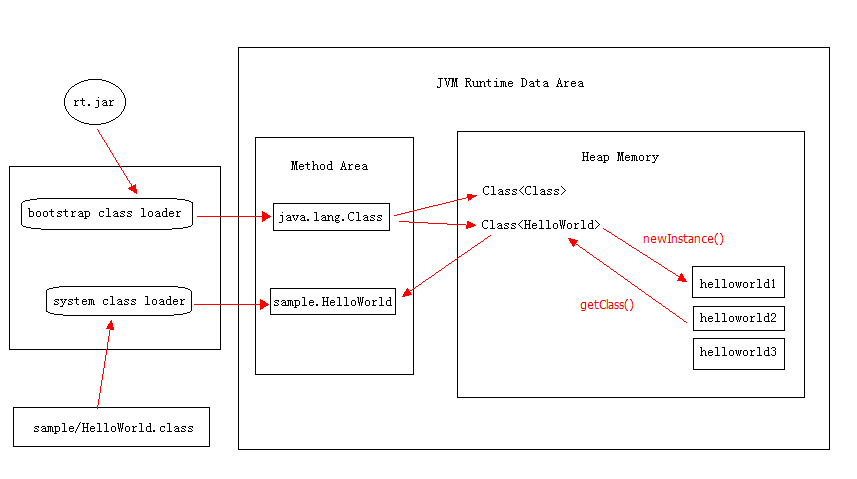 JVM Runtime Data Area
rt.jar
Method Area
Heap Memory
bootstrap class loader
java.lang.Class
Class<Class>
Class<HelloWorld>
newInstance()
system class loader
sample.HelloWorld
getClass()
helloworld1
helloworld2
helloworld3
sample/HelloWorld.class